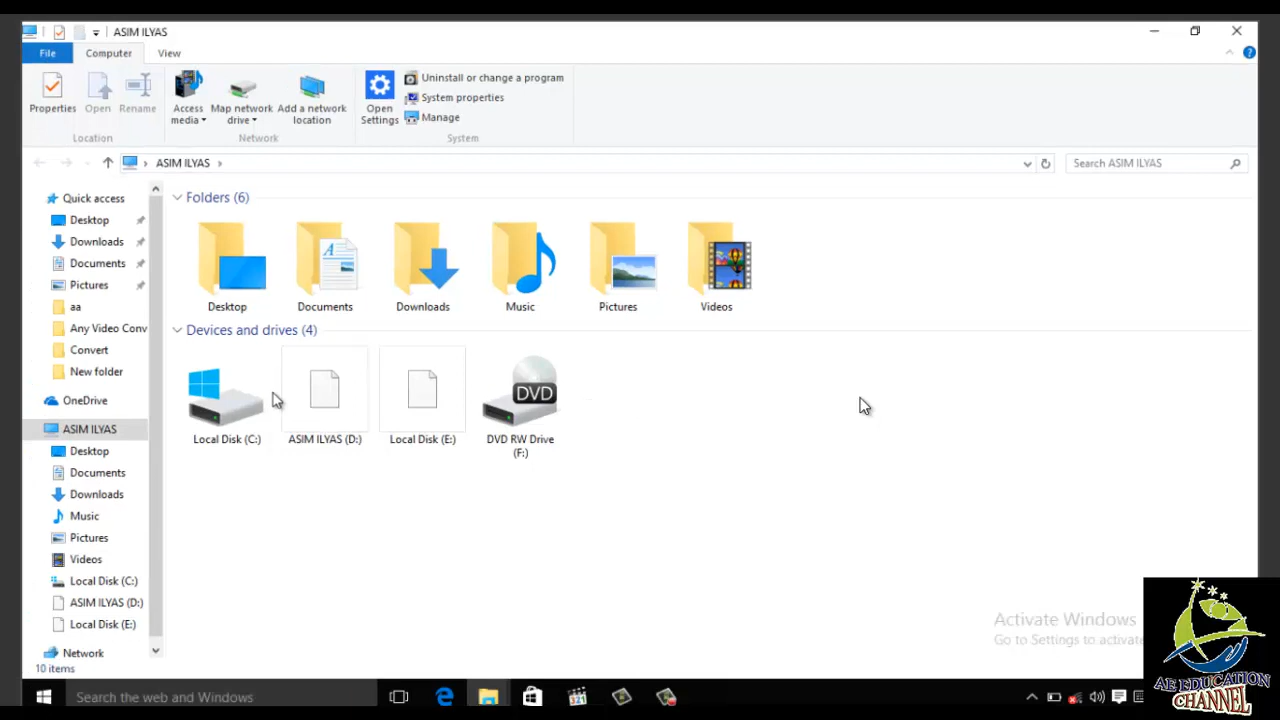 ASIM ILYAS
File Computer View
Properties Open Rename Access media Map network drive Add a network location Open Settings Uninstall or change a program
System properties
Manage
Location Network System
ASIM ILYAS Search ASIM ILYAS
Quick access
Desktop
Downloads
Documents
Pictures
aa
Any Video Conv
Convert
New folder
OneDrive
ASIM ILYAS
Desktop
Documents
Downloads
Music
Pictures
Videos
Local Disk (C:)
ASIM ILYAS (D:)
Local Disk (E:)
Network
Folders (6)
Desktop Documents Downloads Music Pictures Videos
Devices and drives (4)
DVD
Local Disk (C:) ASIM ILYAS (D:) Local Disk (E:) DVD RW Drive (F:)
Activate Windows
Go to Settings to activate
10 items
Search the web and Windows
AE EDUCATION
CHANNEL